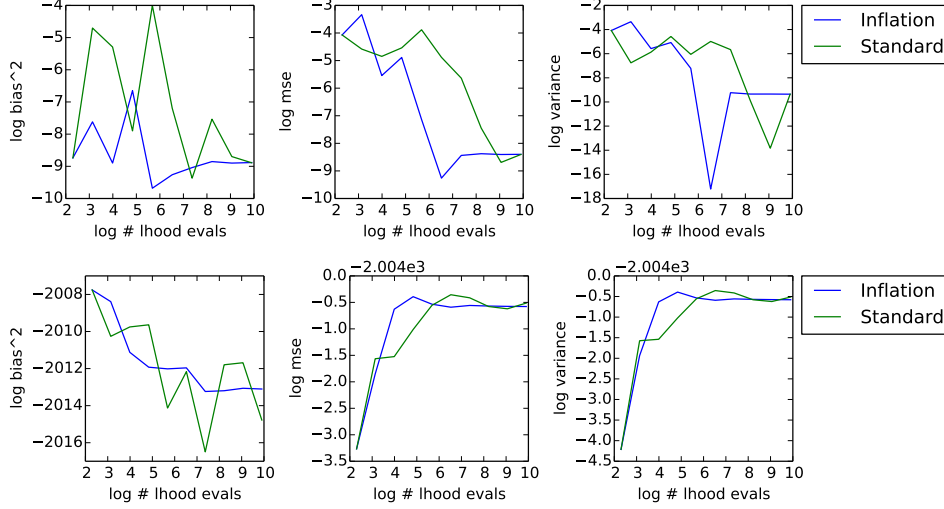 −4
−5
−6
−7
−8
−9
−10
log bias^2
2 3 4 5 6 7 8 9 10
log # lhood evals
−3
−4
−5
−6
−7
−8
−9
−10
log mse
2 3 4 5 6 7 8 9 10
log # lhood evals
−2
−4
−6
−8
−10
−12
−14
−16
−18
log variance
2 3 4 5 6 7 8 9 10
log # lhood evals
Inflation
Standard
−2008
−2010
−2012
−2014
−2016
log bias^2
2 3 4 5 6 7 8 9 10
log # lhood evals
−2.004e3
0.0
−0.5
−1.0
−1.5
−2.0
−2.5
−3.0
−3.5
log mse
2 3 4 5 6 7 8 9 10
log # lhood evals
−2.004e3
0.0
−0.5
−1.0
−1.5
−2.0
−2.5
−3.0
−3.5
−4.0
−4.5
log variance
2 3 4 5 6 7 8 9 10
log # lhood evals
Inflation
Standard